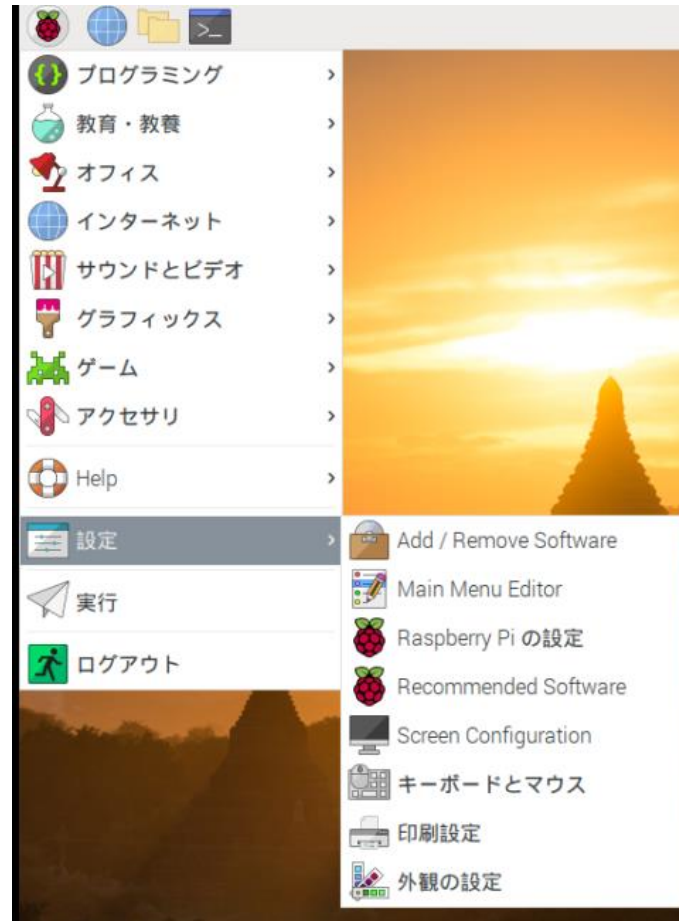 >_
プログラミング
教育・教養
オフィス
インターネット
サウンドとビデオ
グラフィックス
ゲーム
アクセサリ
Help
設定
実行
ログアウト
Add / Remove Software
Main Menu Editor
Raspberry Pi の設定
Recommended Software
Screen Configuration
キーボードとマウス
印刷設定
外観の設定